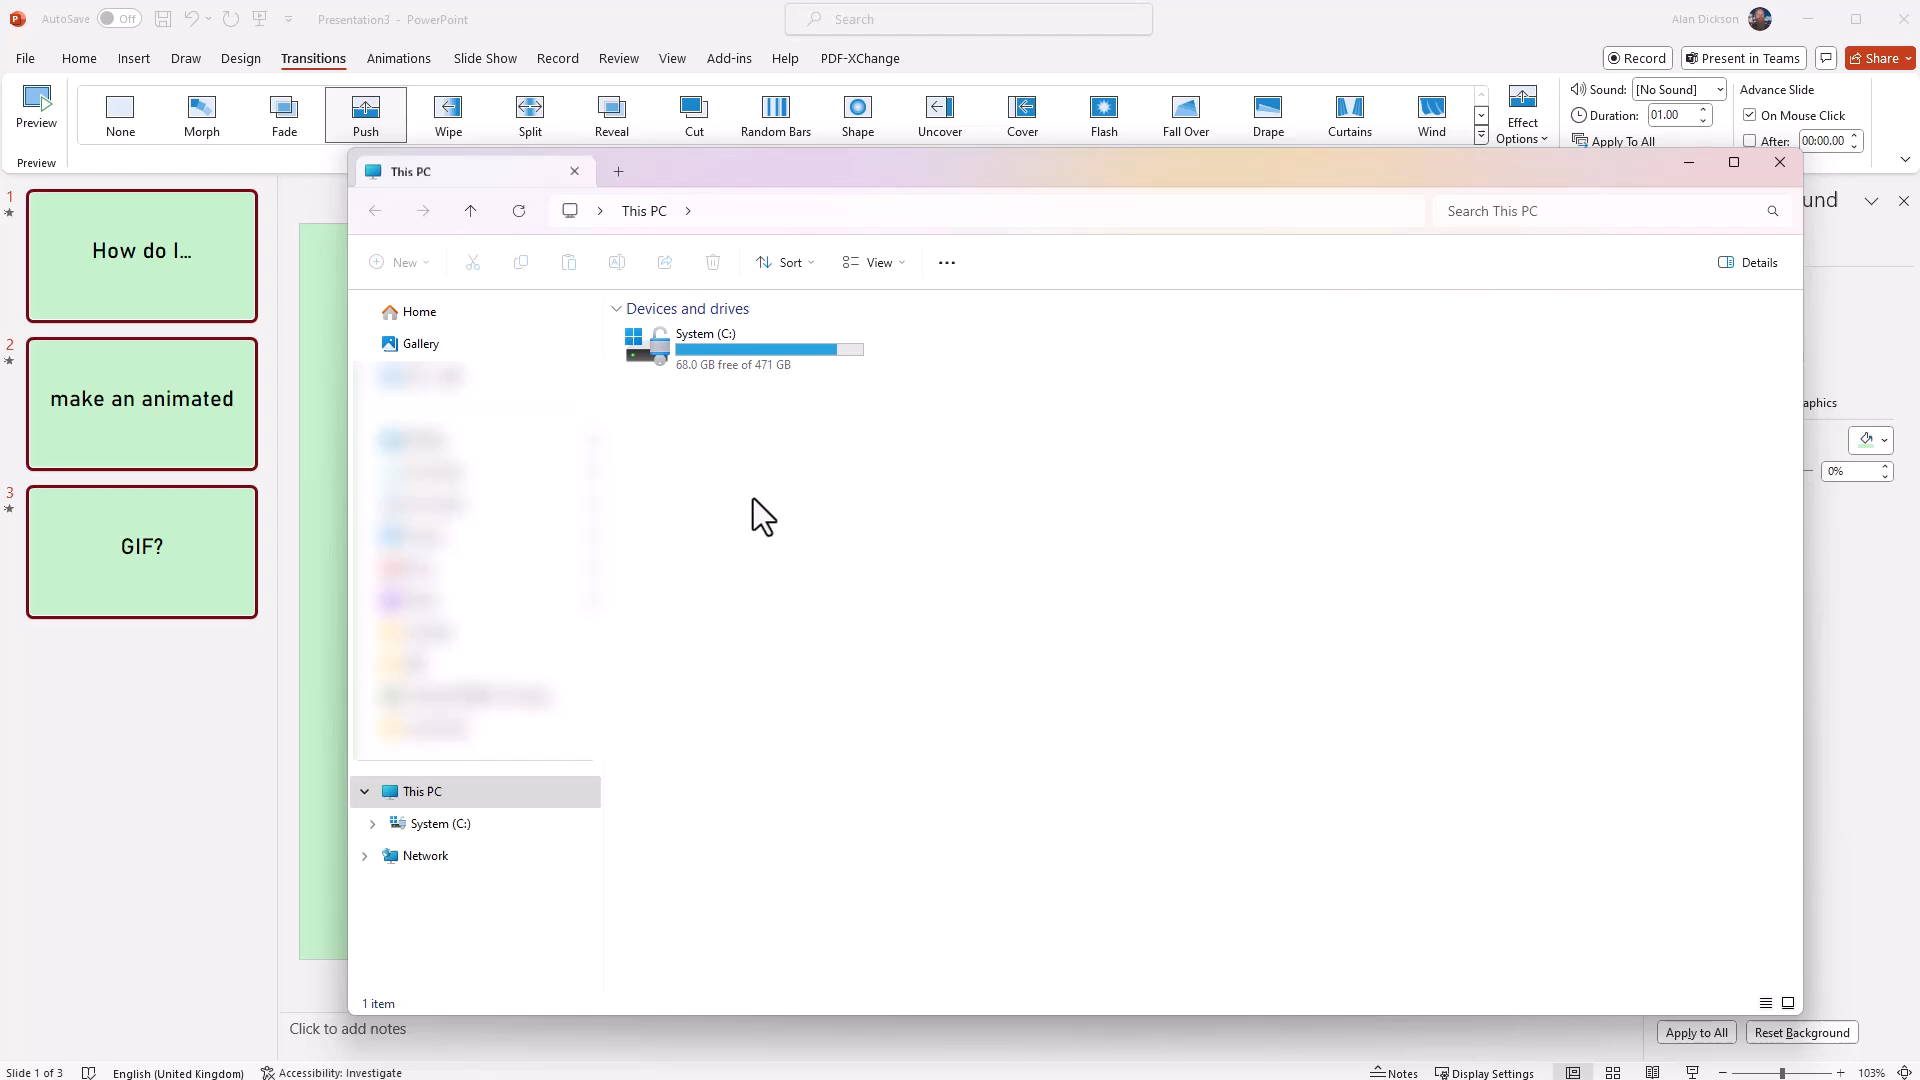 AutoSave Off Presentation3 - PowerPoint Search Alan Dickson
File Home Insert Draw Design Transitions Animations Slide Show Record Review View Add-ins Help PDF-XChange Record Present in Teams Share
Preview None Morph Fade Push Wipe Split Reveal Cut Random Bars Shape Uncover Cover Flash Fall Over Drape Curtains Wind Effect Options
Sound: [No Sound] Advance Slide
Duration: 01.00 On Mouse Click
Apply To All After: 00:00.00
Preview
This PC
This PC
Search This PC
New Sort View Details
Home
Gallery
This PC
System (C:)
Network
Devices and drives
System (C:)
68.0 GB free of 471 GB
1 item
1
How do I...
2
make an animated
3
GIF?
0%
Click to add notes
Apply to All Reset Background
Slide 1 of 3 English (United Kingdom) Accessibility: Investigate Notes Display Settings 103%